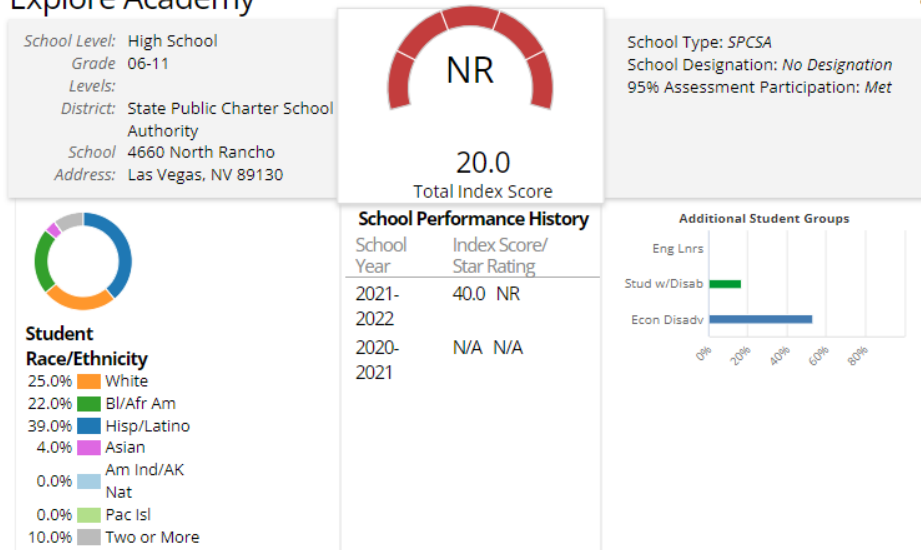 Explore Academy
School Level: High School
Grade Levels: 06-11
District: State Public Charter School
Authority
School Address: 4660 North Rancho
Las Vegas, NV 89130
NR
20.0
Total Index Score
School Type: SPCSA
School Designation: No Designation
95% Assessment Participation: Met
Student
Race/Ethnicity
25.0% White
22.0% Bl/Afr Am
39.0% Hisp/Latino
4.0% Asian
0.0% Am Ind/AK
Nat
0.0% Pac Isl
10.0% Two or More
School Performance History
School Year
Index Score/
Star Rating
2021-
2022
40.0 NR
2020-
2021
N/A N/A
Additional Student Groups
Eng Lnrs
Stud w/Disab
Econ Disadv
0% 20% 40% 60% 80%